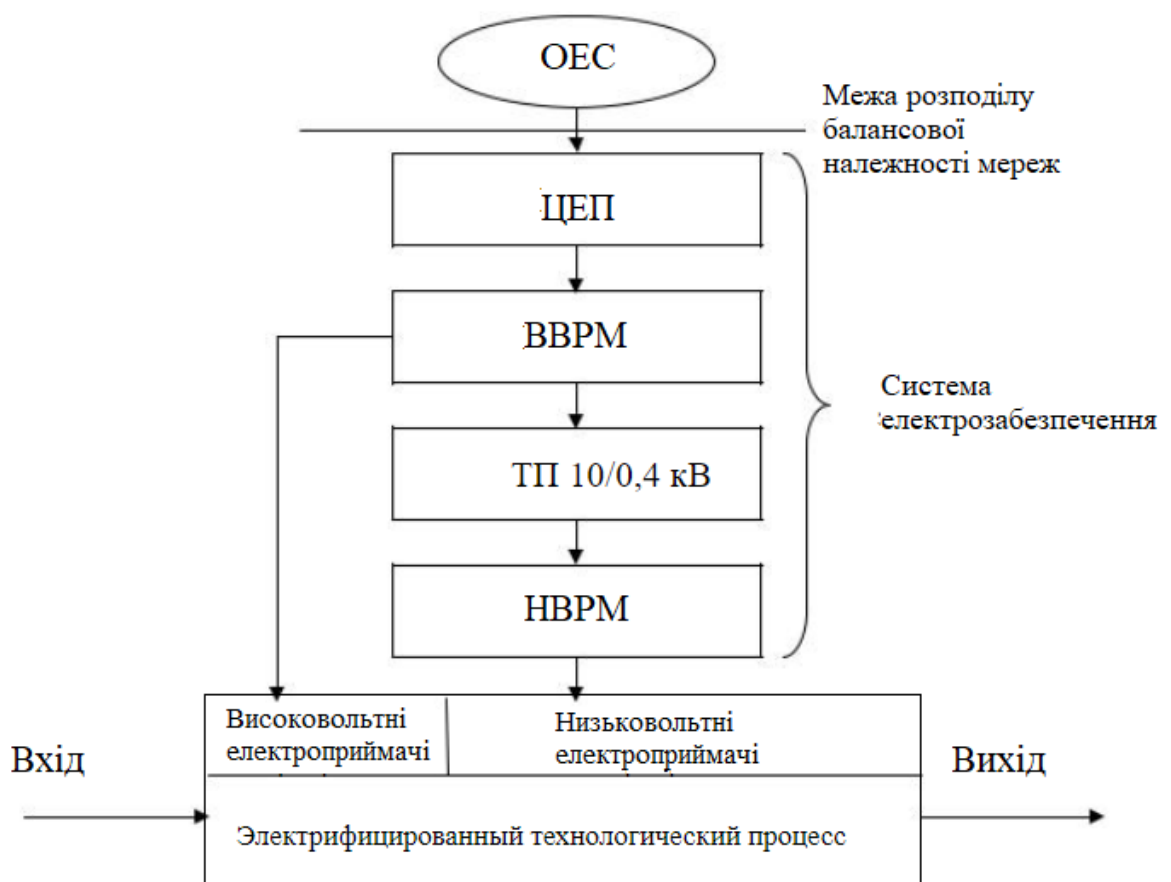 ОЕС
Межа розподілу
балансової
належності мереж
ЦЕП
ВВРМ
Система
електрозабезпечення
ТП 10/0,4 кВ
НВРМ
Високовольтні
електроприймачі
Низьковольтні
електроприймачі
Вхід
Вихід
Электрифицированный технологический процесс